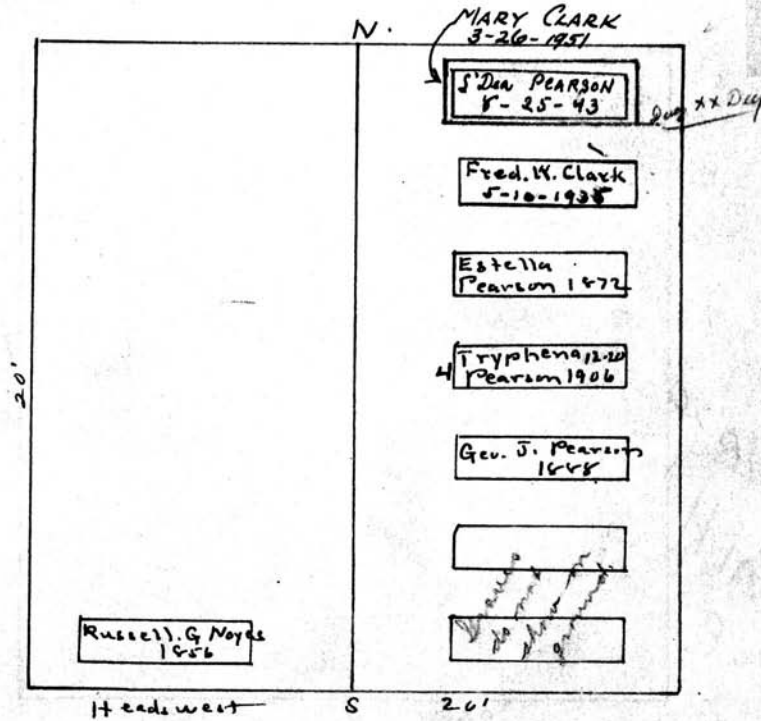 N.
MARY CLARK
3-26-1951
PEARSON
8-25-43
Fred. K. Clark
5-10-1935
Estella
Pearson 1872
Tryphena 12-20
4 Pearson 1906
Geo. J. Pearson
1888
Graves
do not
show on
ground.
Russell. G Noyes
1856
20'
Heads west
S
20'